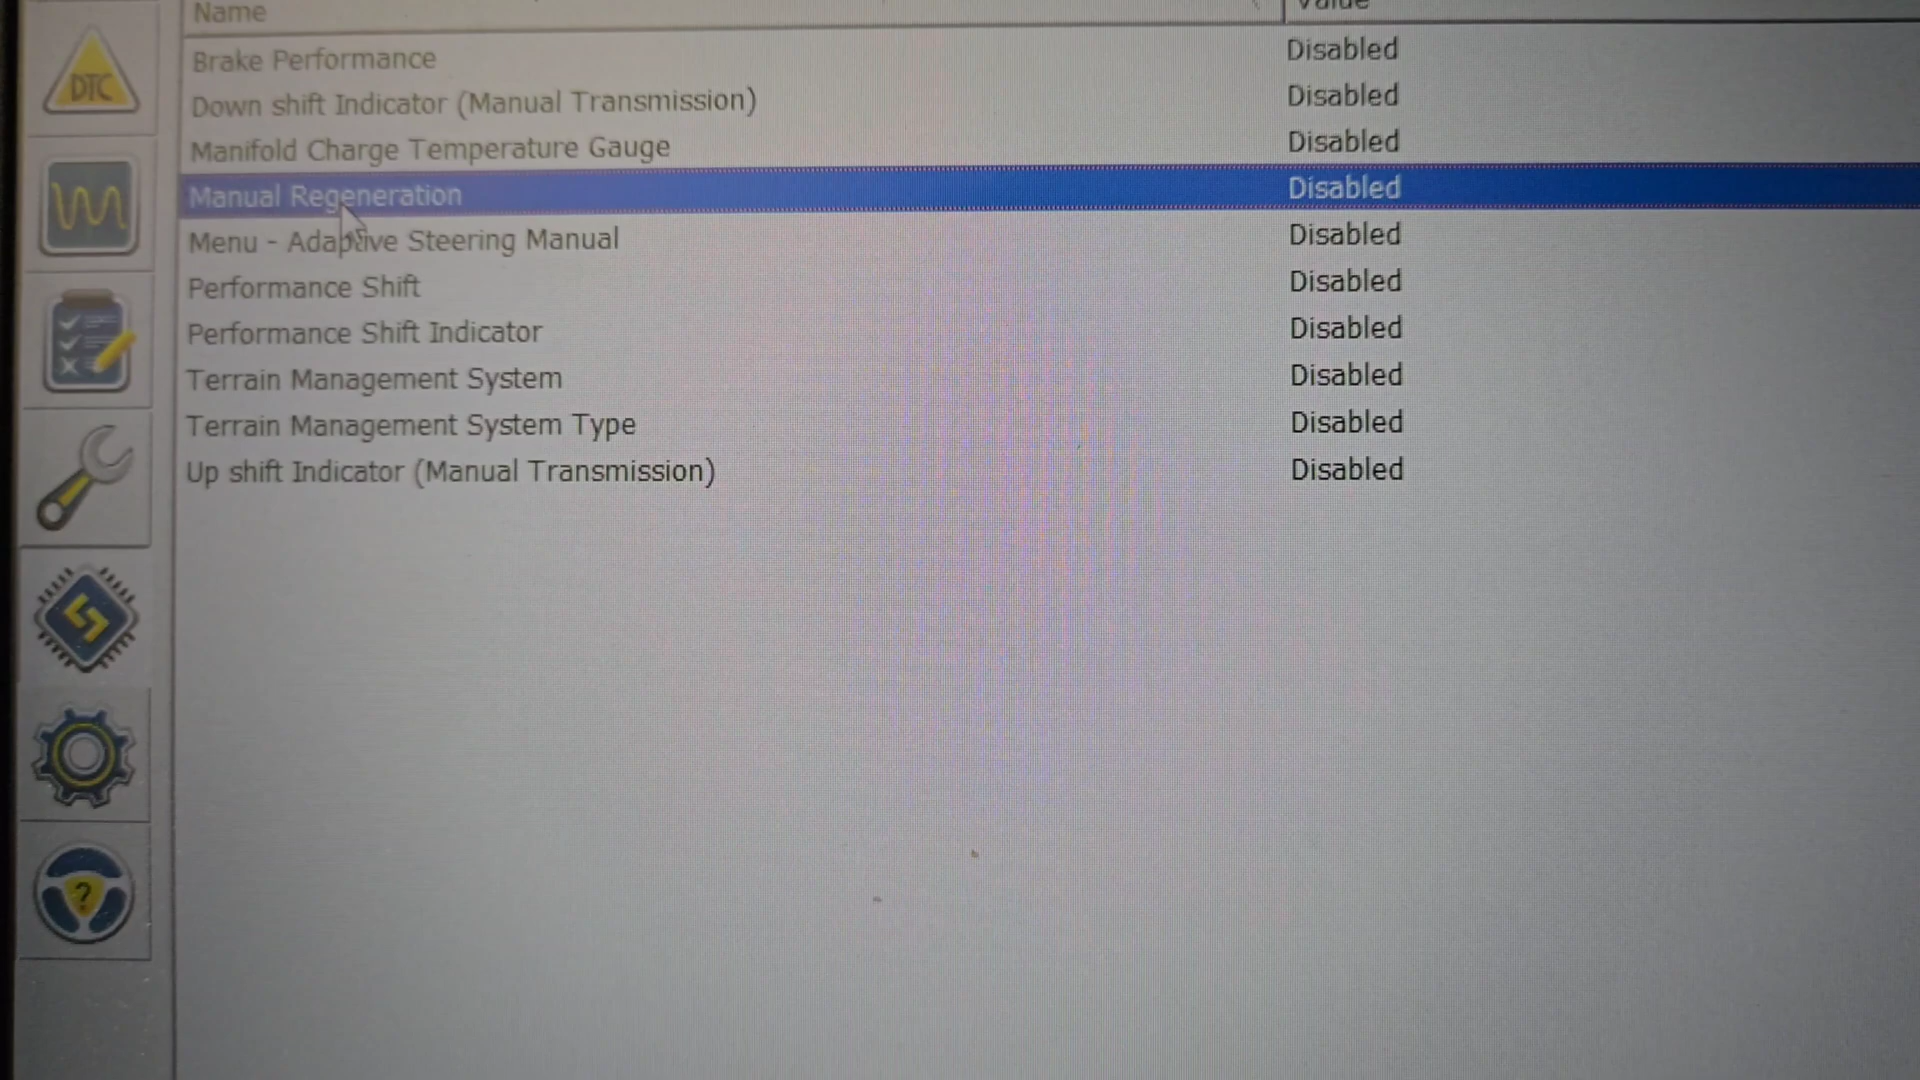 Name Value
DTC
Brake Performance Disabled
Down shift Indicator (Manual Transmission) Disabled
Manifold Charge Temperature Gauge Disabled
Manual Regeneration Disabled
Menu - Adaptive Steering Manual Disabled
Performance Shift Disabled
Performance Shift Indicator Disabled
Terrain Management System Disabled
Terrain Management System Type Disabled
Up shift Indicator (Manual Transmission) Disabled
?